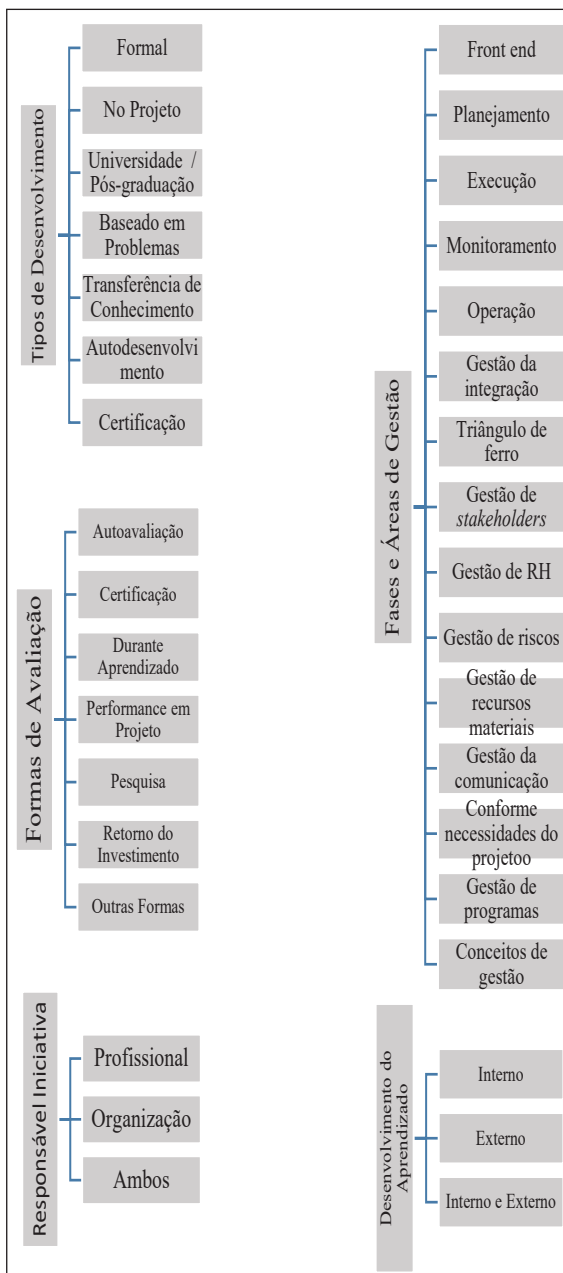 Tipos de Desenvolvimento
Formal
No Projeto
Universidade /
Pós-graduação
Baseado em
Problemas
Transferência de
Conhecimento
Autodesenvolvi
mento
Certificação
Formas de Avaliação
Autoavaliação
Certificação
Durante
Aprendizado
Performance em
Projeto
Pesquisa
Retorno do
Investimento
Outras Formas
Responsável Iniciativa
Profissional
Organização
Ambos
Fases e Áreas de Gestão
Front end
Planejamento
Execução
Monitoramento
Operação
Gestão da
integração
Triângulo de
ferro
Gestão de
stakeholders
Gestão de RH
Gestão de riscos
Gestão de
recursos
materiais
Gestão da
comunicação
Conforme
necessidades do
projetoo
Gestão de
programas
Conceitos de
gestão
Desenvolvimento do
Aprendizado
Interno
Externo
Interno e Externo